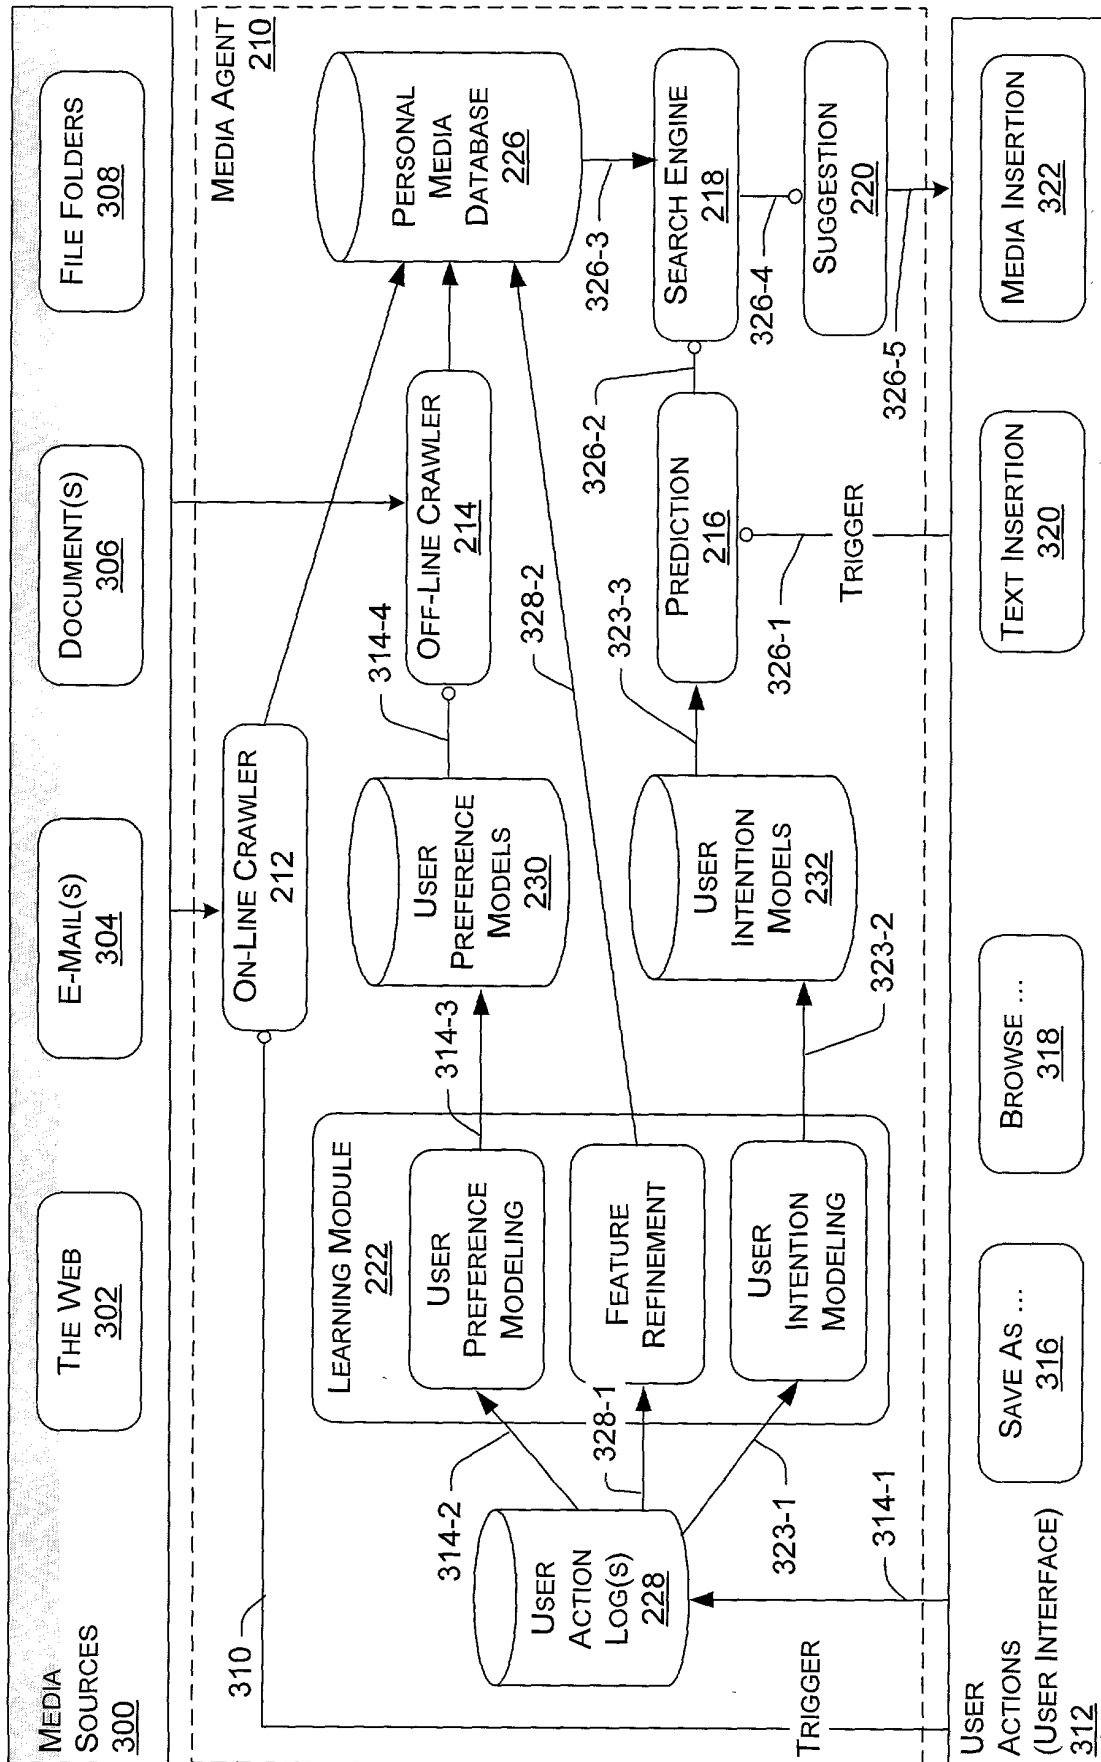 MEDIA
SOURCES
300
THE WEB
302
E-MAIL(S)
304
DOCUMENT(S)
306
FILE FOLDERS
308
MEDIA AGENT
210
310
ON-LINE CRAWLER
212
PERSONAL
MEDIA
DATABASE
226
LEARNING MODULE
222
USER
PREFERENCE
MODELING
314-3
USER
PREFERENCE
MODELS
230
314-4
OFF-LINE CRAWLER
214
314-2
USER
ACTION
LOG(S)
228
328-1
FEATURE
REFINEMENT
328-2
326-3
323-1
USER
INTENTION
MODELING
323-2
USER
INTENTION
MODELS
232
323-3
PREDICTION
216
326-2
SEARCH ENGINE
218
326-4
SUGGESTION
220
TRIGGER
314-1
326-1
TRIGGER
326-5
USER
ACTIONS
(USER INTERFACE)
312
SAVE AS ...
316
BROWSE ...
318
TEXT INSERTION
320
MEDIA INSERTION
322